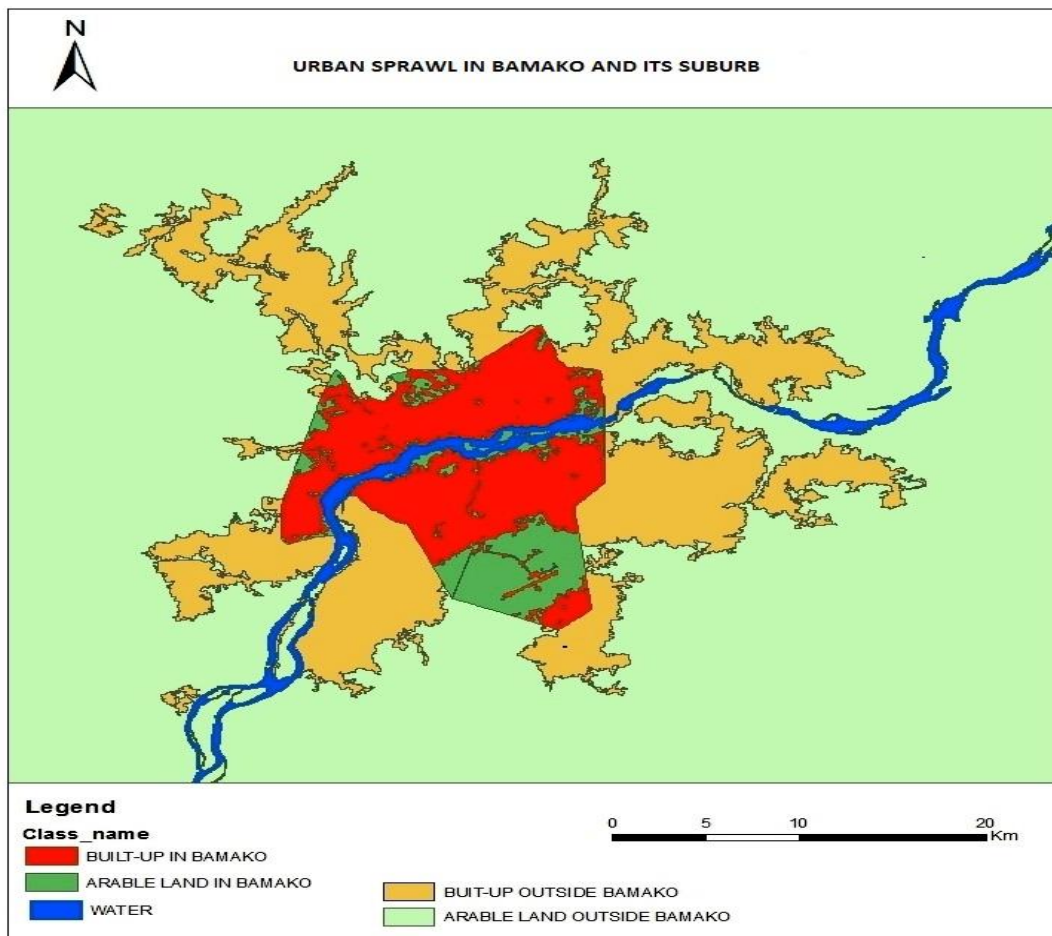 N
URBAN SPRAWL IN BAMAKO AND ITS SUBURB
Legend
Class_name
BUILT-UP IN BAMAKO
ARABLE LAND IN BAMAKO
WATER
BUIT-UP OUTSIDE BAMAKO
ARABLE LAND OUTSIDE BAMAKO
0 5 10 20
Km